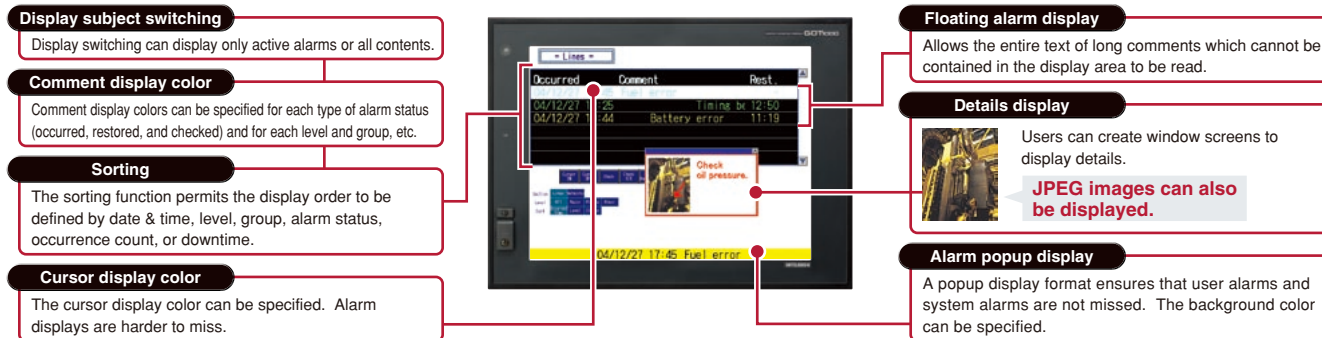 Display subject switching
Display switching can display only active alarms or all contents.
Comment display color
Comment display colors can be specified for each type of alarm status
(occurred, restored, and checked) and for each level and group, etc.
Sorting
The sorting function permits the display order to be
defined by date & time, level, group, alarm status,
occurrence count, or downtime.
Cursor display color
The cursor display color can be specified. Alarm
displays are harder to miss.
GOT1000
= Lines =
Occurred Comment Rest.
04/12/27 Fuel error
04/12/27 Timing be 12:50
04/12/27 Battery error 11:19
Check
oil pressure.
04/12/27 17:45 Fuel error
Floating alarm display
Allows the entire text of long comments which cannot be
contained in the display area to be read.
Details display
Users can create window screens to
display details.
JPEG images can also
be displayed.
Alarm popup display
A popup display format ensures that user alarms and
system alarms are not missed. The background color
can be specified.